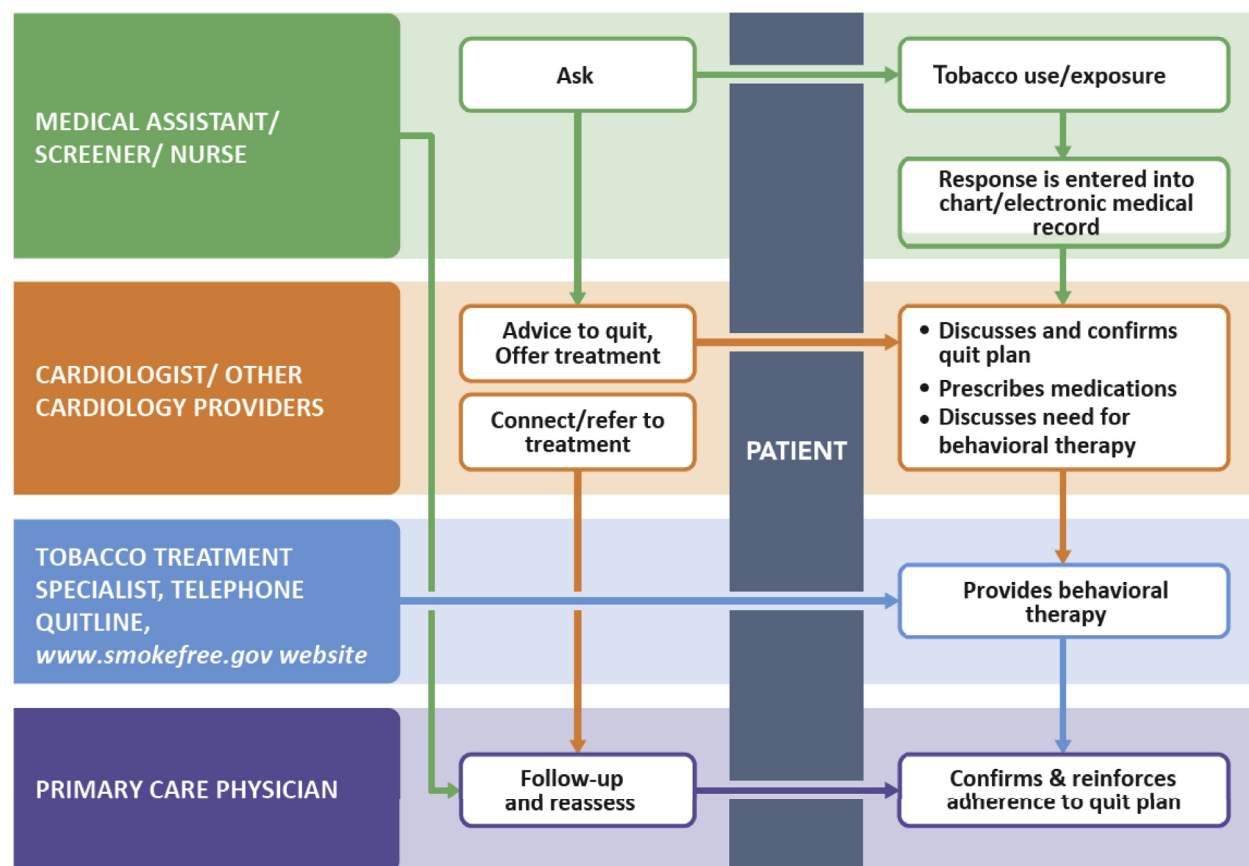 MEDICAL ASSISTANT/
SCREENER/ NURSE
Ask
Tobacco use/exposure
Response is entered into
chart/electronic medical
record
CARDIOLOGIST/ OTHER
CARDIOLOGY PROVIDERS
Advice to quit,
Offer treatment
Connect/refer to
treatment
PATIENT
• Discusses and confirms
quit plan
• Prescribes medications
• Discusses need for
behavioral therapy
TOBACCO TREATMENT
SPECIALIST, TELEPHONE
QUITLINE,
www.smokefree.gov website
Provides behavioral
therapy
PRIMARY CARE PHYSICIAN
Follow-up
and reassess
Confirms & reinforces
adherence to quit plan